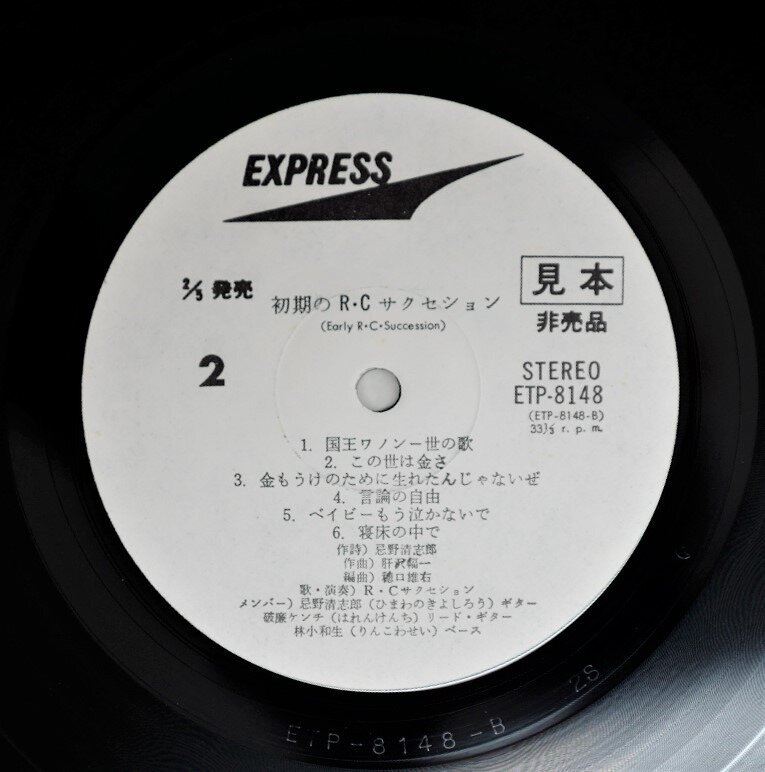 EXPRESS
2/5 発売
見本
非売品
初期の R・C サクセション
(Early R・C・Succession)
2
STEREO
ETP-8148
(ETP-8148-B)
33 1/3 r. p. m.
1. 国王ワノン一世の歌
2. この世は金さ
3. 金もうけのために生れたんじゃないぜ
4. 言論の自由
5. ベイビーもう泣かないで
6. 寝床の中で
作詩) 忌野清志郎
作曲) 肝沢幅一
編曲) 穂口雄右
歌・演奏) R・Cサクセション
メンバー) 忌野清志郎 (ひまわのきよしろう) ギター
破廉ケンチ (はれんけんち) リード・ギター
林小和生 (りんこわせい) ベース
ETP-8148-B 2S